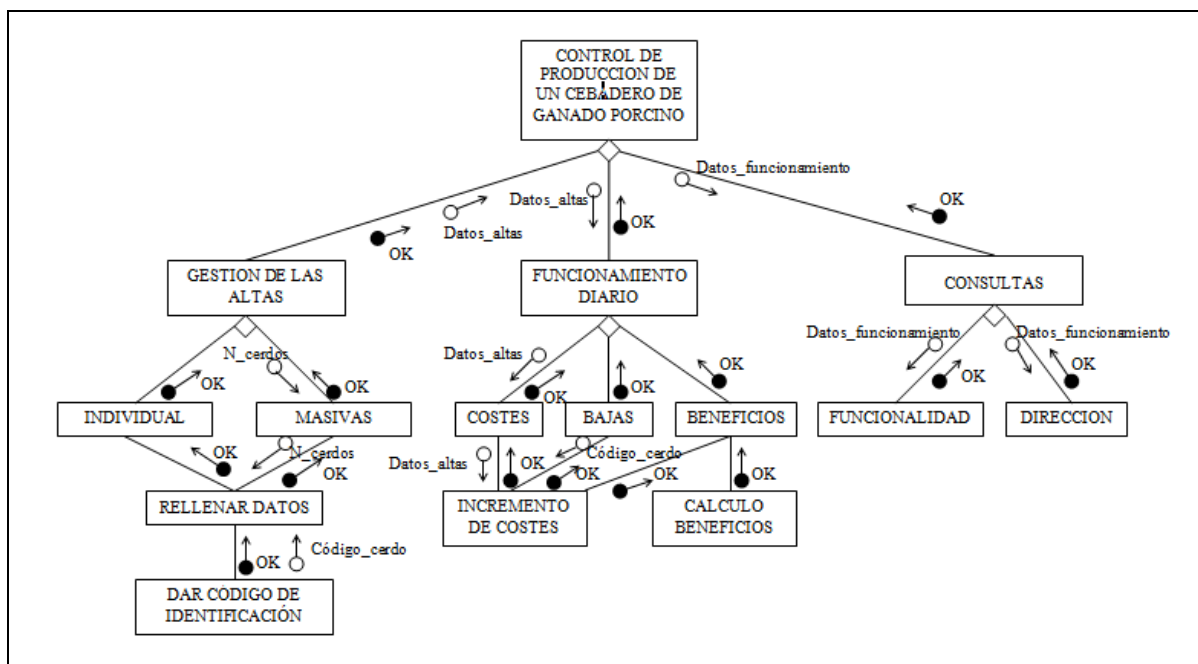 CONTROL DE
PRODUCCION DE
UN CEBADERO DE
GANADO PORCINO
Datos_funcionamiento
Datos_altas
OK
Datos_altas
OK
OK
GESTION DE LAS
ALTAS
FUNCIONAMIENTO
DIARIO
CONSULTAS
N_cerdos
OK
OK
Datos_altas
OK
OK
OK
Datos_funcionamiento
Datos_funcionamiento
OK
OK
INDIVIDUAL
MASIVAS
COSTES
BAJAS
BENEFICIOS
FUNCIONALIDAD
DIRECCION
OK
N_cerdos
OK
Datos_altas
OK
Código_cerdo
OK
OK
OK
RELLENAR DATOS
INCREMENTO
DE COSTES
CALCULO
BENEFICIOS
OK
Código_cerdo
DAR CÓDIGO DE
IDENTIFICACIÓN